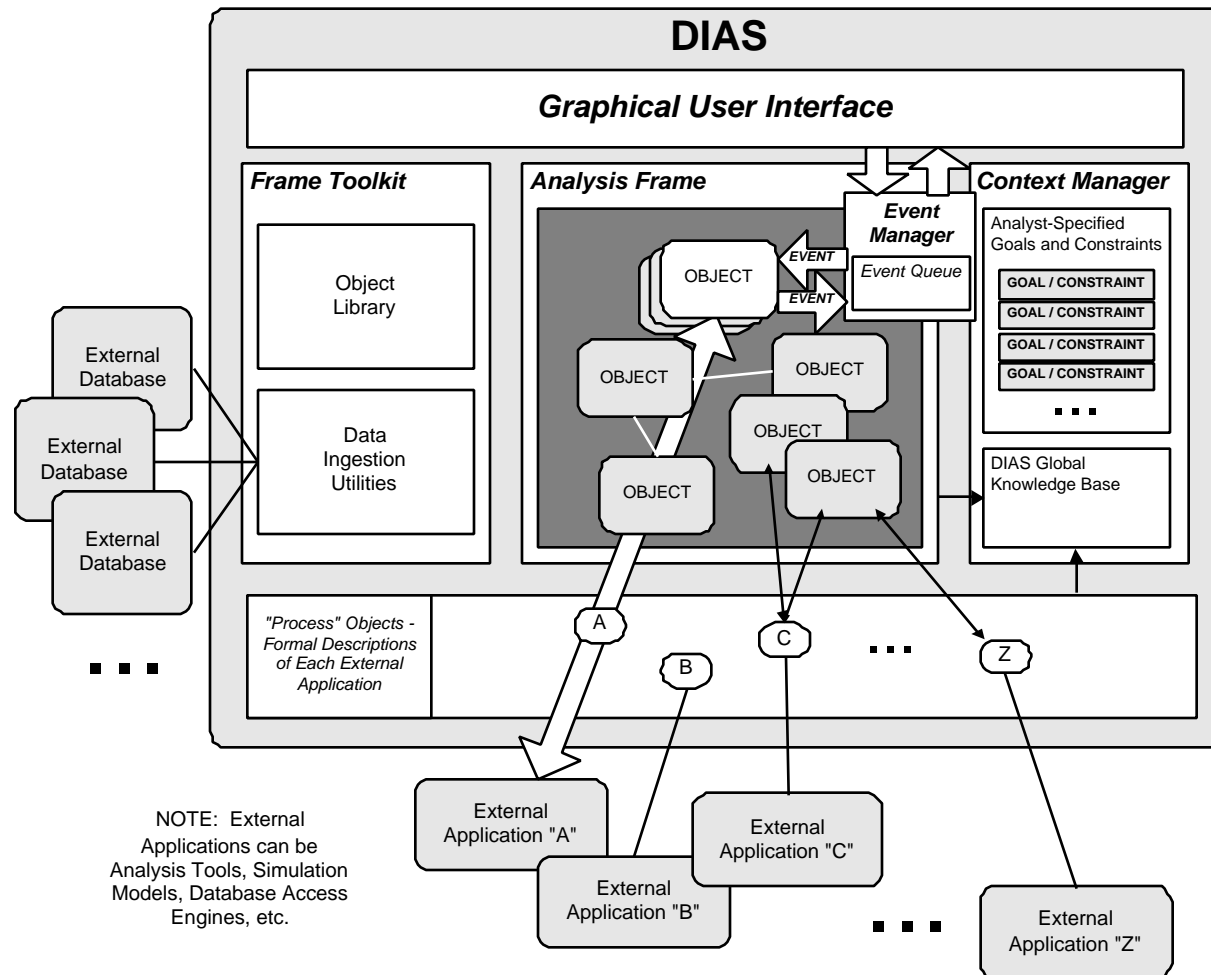 DIAS
Graphical User Interface
Frame Toolkit
Object
Library
Data
Ingestion
Utilities
External
Database
External
Database
External
Database
Analysis Frame
OBJECT
EVENT
EVENT
OBJECT
OBJECT
OBJECT
OBJECT
OBJECT
Event
Manager
Event Queue
Context Manager
Analyst-Specified
Goals and Constraints
GOAL / CONSTRAINT
GOAL / CONSTRAINT
GOAL / CONSTRAINT
GOAL / CONSTRAINT
DIAS Global
Knowledge Base
"Process" Objects -
Formal Descriptions
of Each External
Application
A
B
C
Z
External
Application "A"
External
Application "B"
External
Application "C"
External
Application "Z"
NOTE: External
Applications can be
Analysis Tools, Simulation
Models, Database Access
Engines, etc.